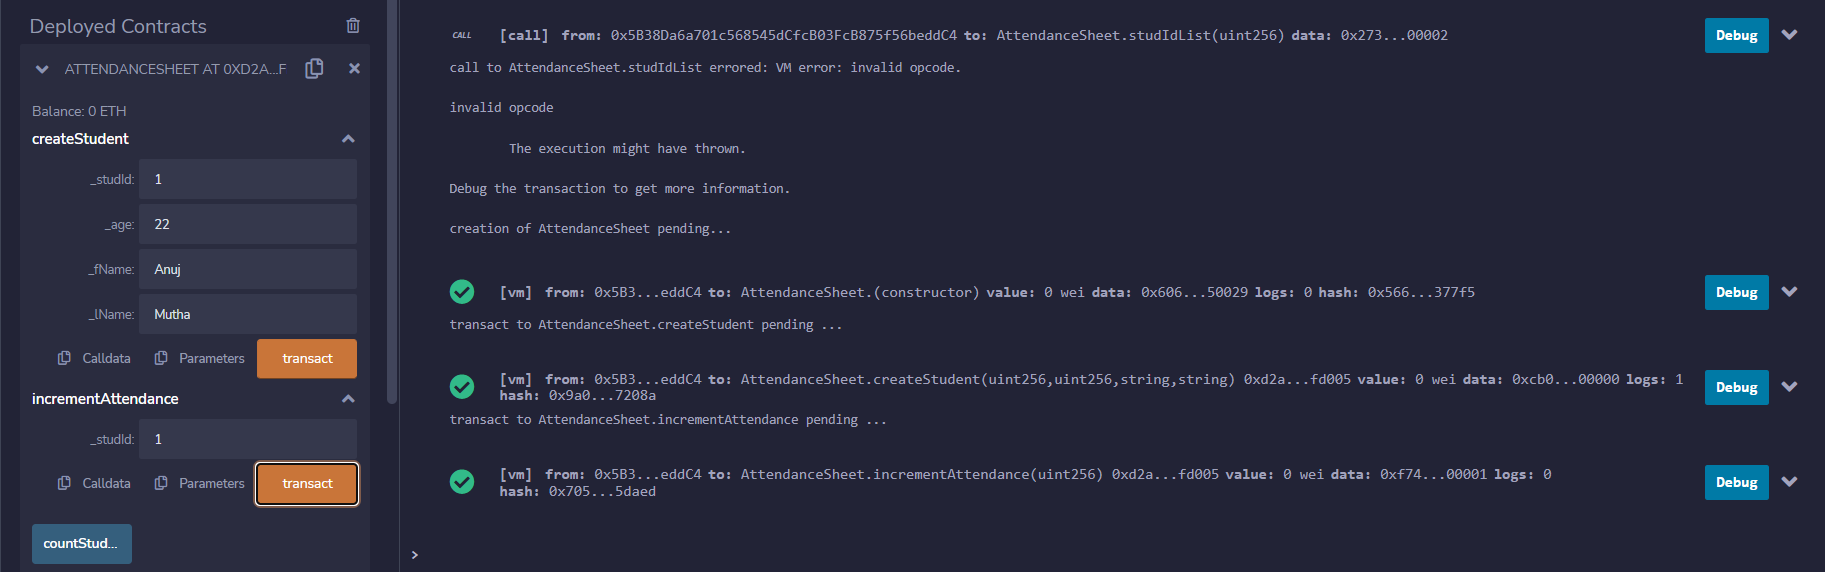 Deployed Contracts
ATTENDANCESHEET AT 0XD2A...F
Balance: 0 ETH
createStudent
_studId: 1
_age: 22
_fName: Anuj
_lName: Mutha
Calldata Parameters transact
incrementAttendance
_studId: 1
Calldata Parameters transact
countStud...
CALL [call] from: 0x5B38Da6a701c568545dCfcB03FcB875f56beddC4 to: AttendanceSheet.studIdList(uint256) data: 0x273...00002 Debug
call to AttendanceSheet.studIdList errored: VM error: invalid opcode.
invalid opcode
The execution might have thrown.
Debug the transaction to get more information.
creation of AttendanceSheet pending...
[vm] from: 0x5B3...eddC4 to: AttendanceSheet.(constructor) value: 0 wei data: 0x606...50029 logs: 0 hash: 0x566...377f5 Debug
transact to AttendanceSheet.createStudent pending ...
[vm] from: 0x5B3...eddC4 to: AttendanceSheet.createStudent(uint256,uint256,string,string) 0xd2a...fd005 value: 0 wei data: 0xcb0...00000 logs: 1 Debug
hash: 0x9a0...7208a
transact to AttendanceSheet.incrementAttendance pending ...
[vm] from: 0x5B3...eddC4 to: AttendanceSheet.incrementAttendance(uint256) 0xd2a...fd005 value: 0 wei data: 0xf74...00001 logs: 0 Debug
hash: 0x705...5daed
>